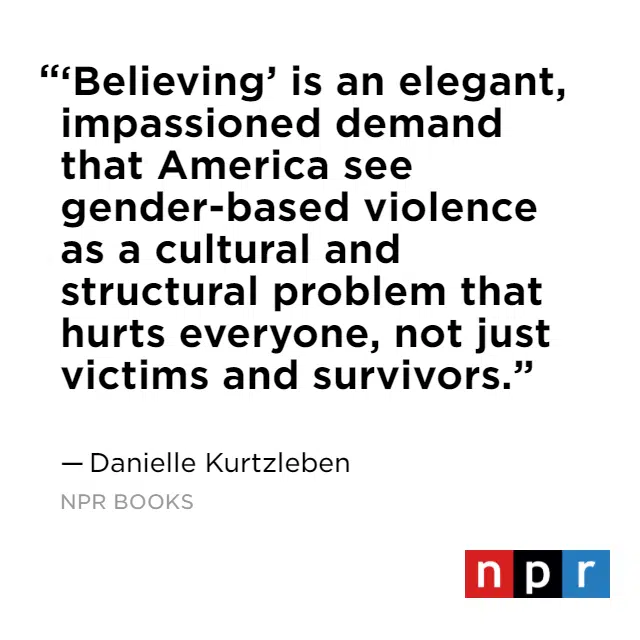 “‘Believing’ is an elegant,
impassioned demand
that America see
gender-based violence
as a cultural and
structural problem that
hurts everyone, not just
victims and survivors.”
— Danielle Kurtzleben
NPR BOOKS
npr